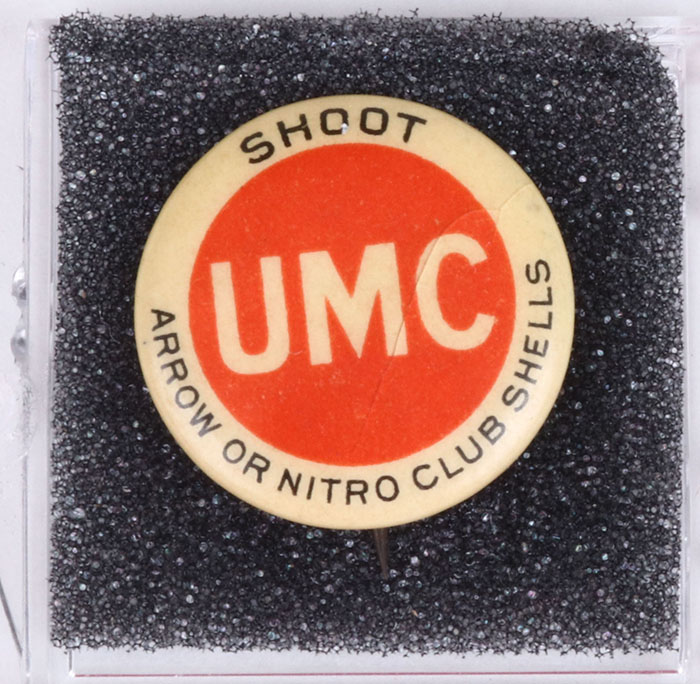 SHOOT
UMC
ARROW OR NITRO CLUB SHELLS